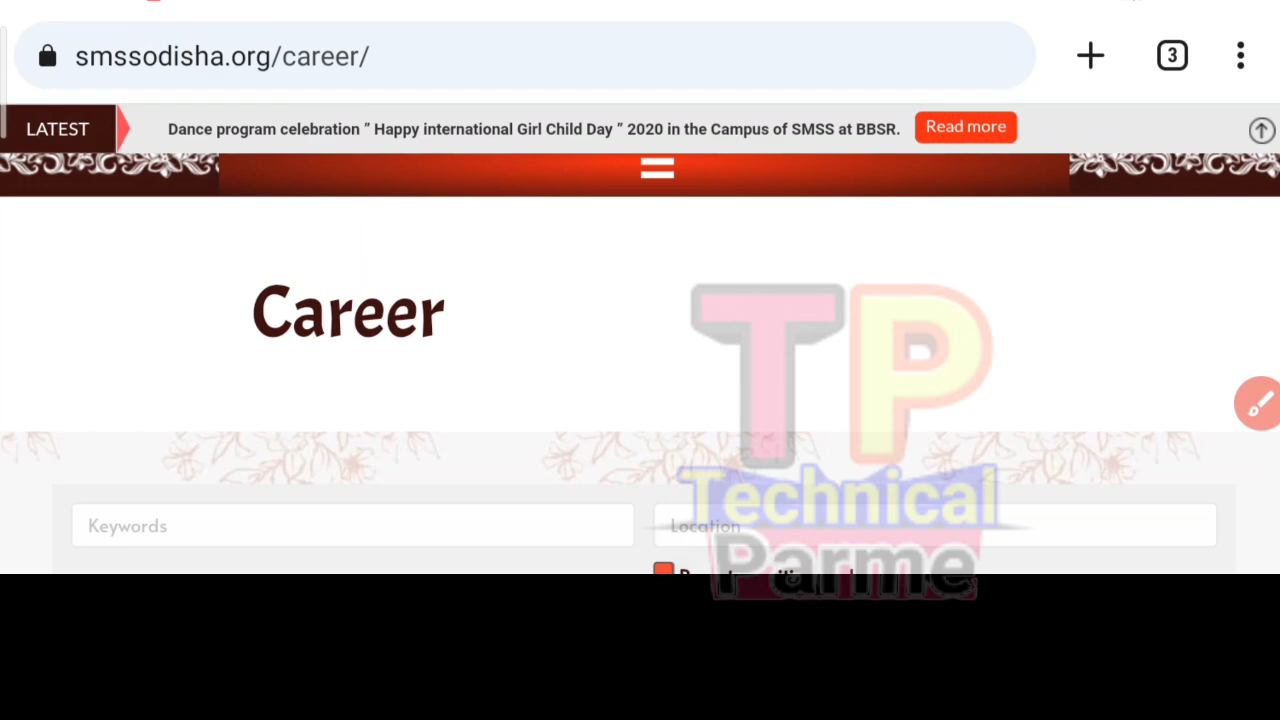 smssodisha.org/career/
3
LATEST
Dance program celebration “ Happy international Girl Child Day ” 2020 in the Campus of SMSS at BBSR.
Read more
Career
TP
Technical
Parme
Keywords
Location